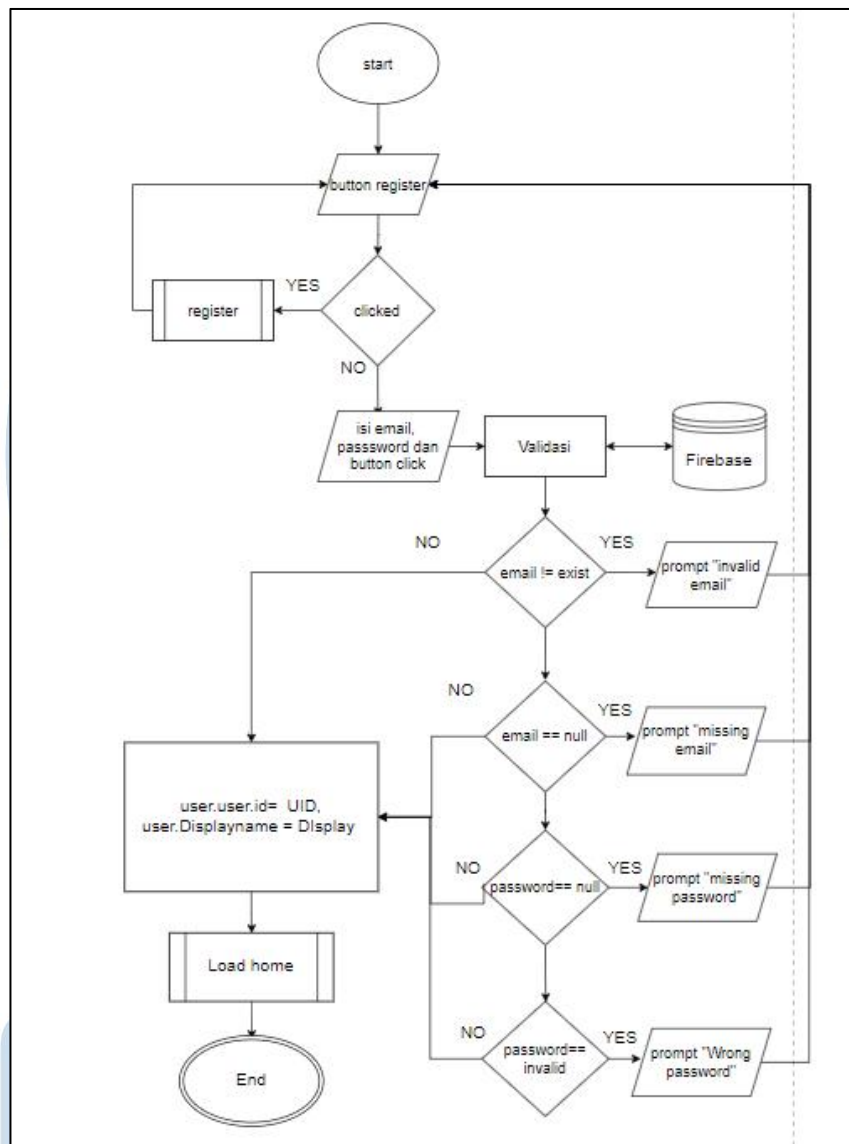 start
button register
YES
register
clicked
NO
isi email,
passsword dan
button click
Validasi
Firebase
NO
YES
email != exist
prompt "invalid
email"
NO
YES
email == null
prompt "missing
email"
user.user.id= UID,
user.Displayname = DIsplay
NO
YES
password== null
prompt "missing
password"
Load home
NO
YES
password==
invalid
prompt "Wrong
password"
End